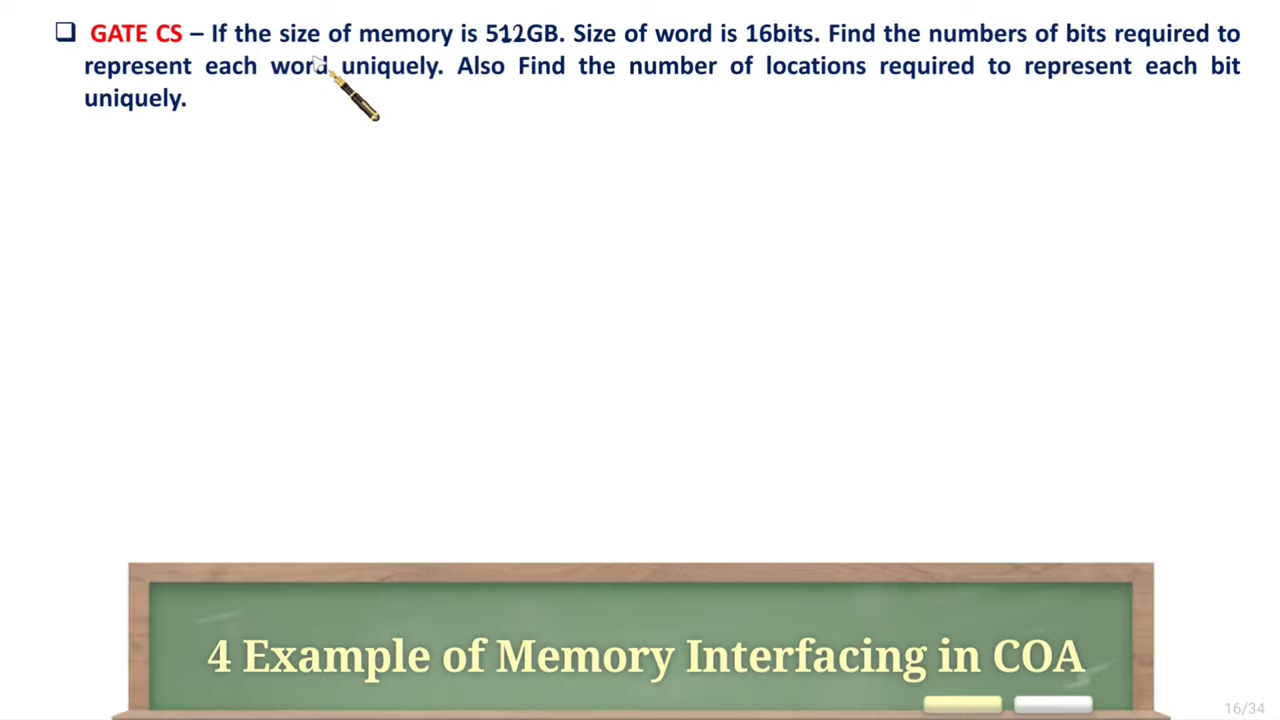 ❑ GATE CS – If the size of memory is 512GB. Size of word is 16bits. Find the numbers of bits required to
represent each word uniquely. Also Find the number of locations required to represent each bit
uniquely.
4 Example of Memory Interfacing in COA
16/34